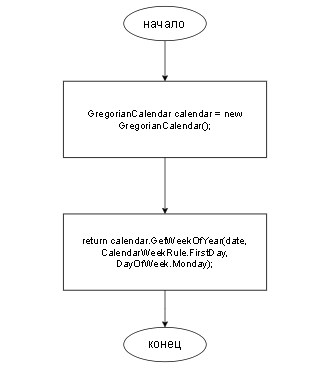 начало
GregorianCalendar calendar = new
GregorianCalendar();
return calendar.GetWeekOfYear(date,
CalendarWeekRule.FirstDay,
DayOfWeek.Monday);
конец